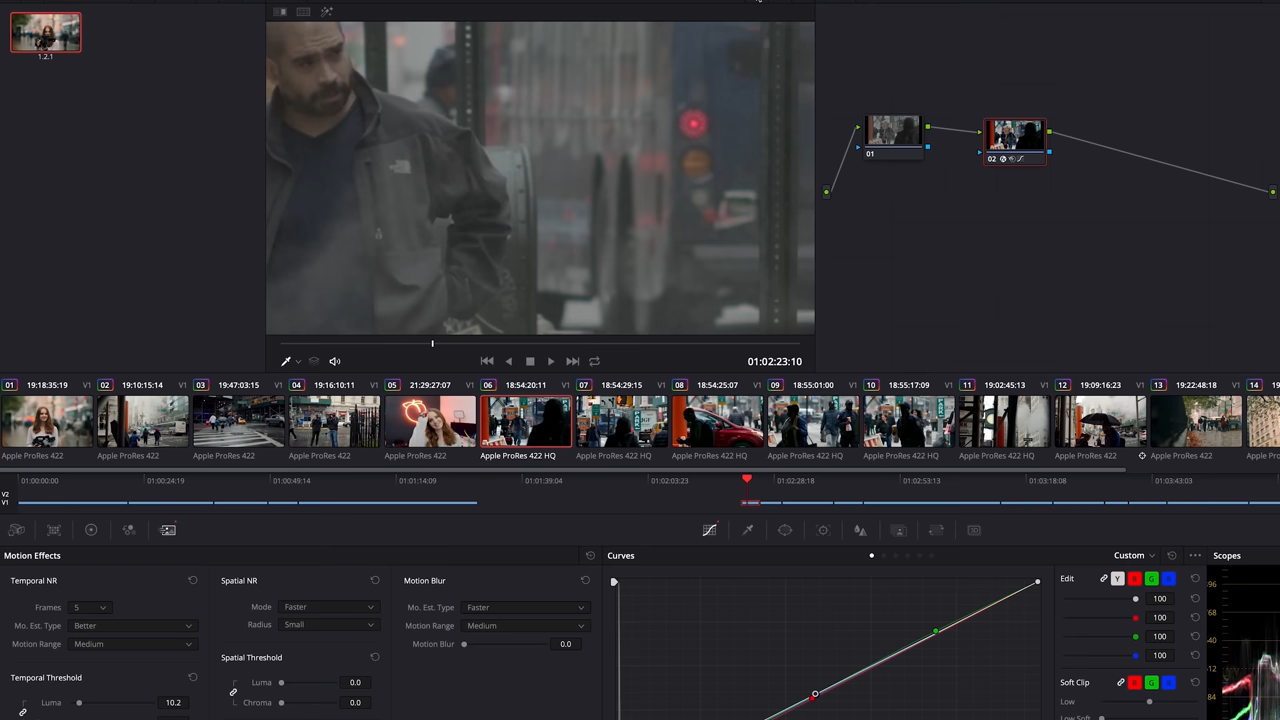 1.2.1
01
02
01:02:23:10
01 19:18:35:19 V1
02 19:10:15:14 V1
03 19:47:03:15 V1
04 19:16:10:11 V1
05 21:29:27:07 V1
06 18:54:20:11 V1
07 18:54:29:15 V1
08 18:54:25:07 V1
09 18:55:01:00 V1
10 18:55:17:09 V1
11 19:02:45:13 V1
12 19:09:16:23 V1
13 19:22:48:18 V1
14
Apple ProRes 422
Apple ProRes 422
Apple ProRes 422
Apple ProRes 422
Apple ProRes 422
Apple ProRes 422 HQ
Apple ProRes 422 HQ
Apple ProRes 422 HQ
Apple ProRes 422 HQ
Apple ProRes 422 HQ
Apple ProRes 422 HQ
Apple ProRes 422
Apple ProRes 422
Apple ProRes 422
01:00:00:00 01:00:24:19 01:00:49:14 01:01:14:09 01:01:39:04 01:02:03:23 01:02:28:18 01:02:53:13 01:03:18:08 01:03:43:03
V2
V1
Motion Effects
Temporal NR
Frames 5
Mo. Est. Type Better
Motion Range Medium
Temporal Threshold
Luma 10.2
Spatial NR
Mode Faster
Radius Small
Spatial Threshold
Luma 0.0
Chroma 0.0
Motion Blur
Mo. Est. Type Faster
Motion Range Medium
Motion Blur 0.0
Curves
Custom
Edit
Y
100
100
100
100
Soft Clip
Low
Low Soft
Scopes